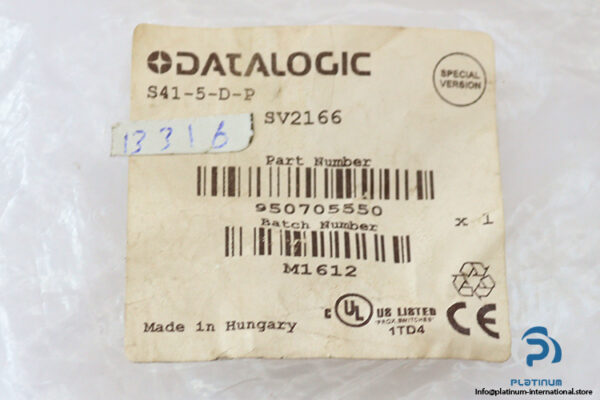 DATALOGIC
S41-5-D-P
SPECIAL
VERSION
SV2166
13316
Part Number
950705550
Batch Number
x 1
M1612
C UL US LISTED
"PROX. SWITCHES"
1TD4
CE
Made in Hungary
PLATINUM
Info@platinum-international.store